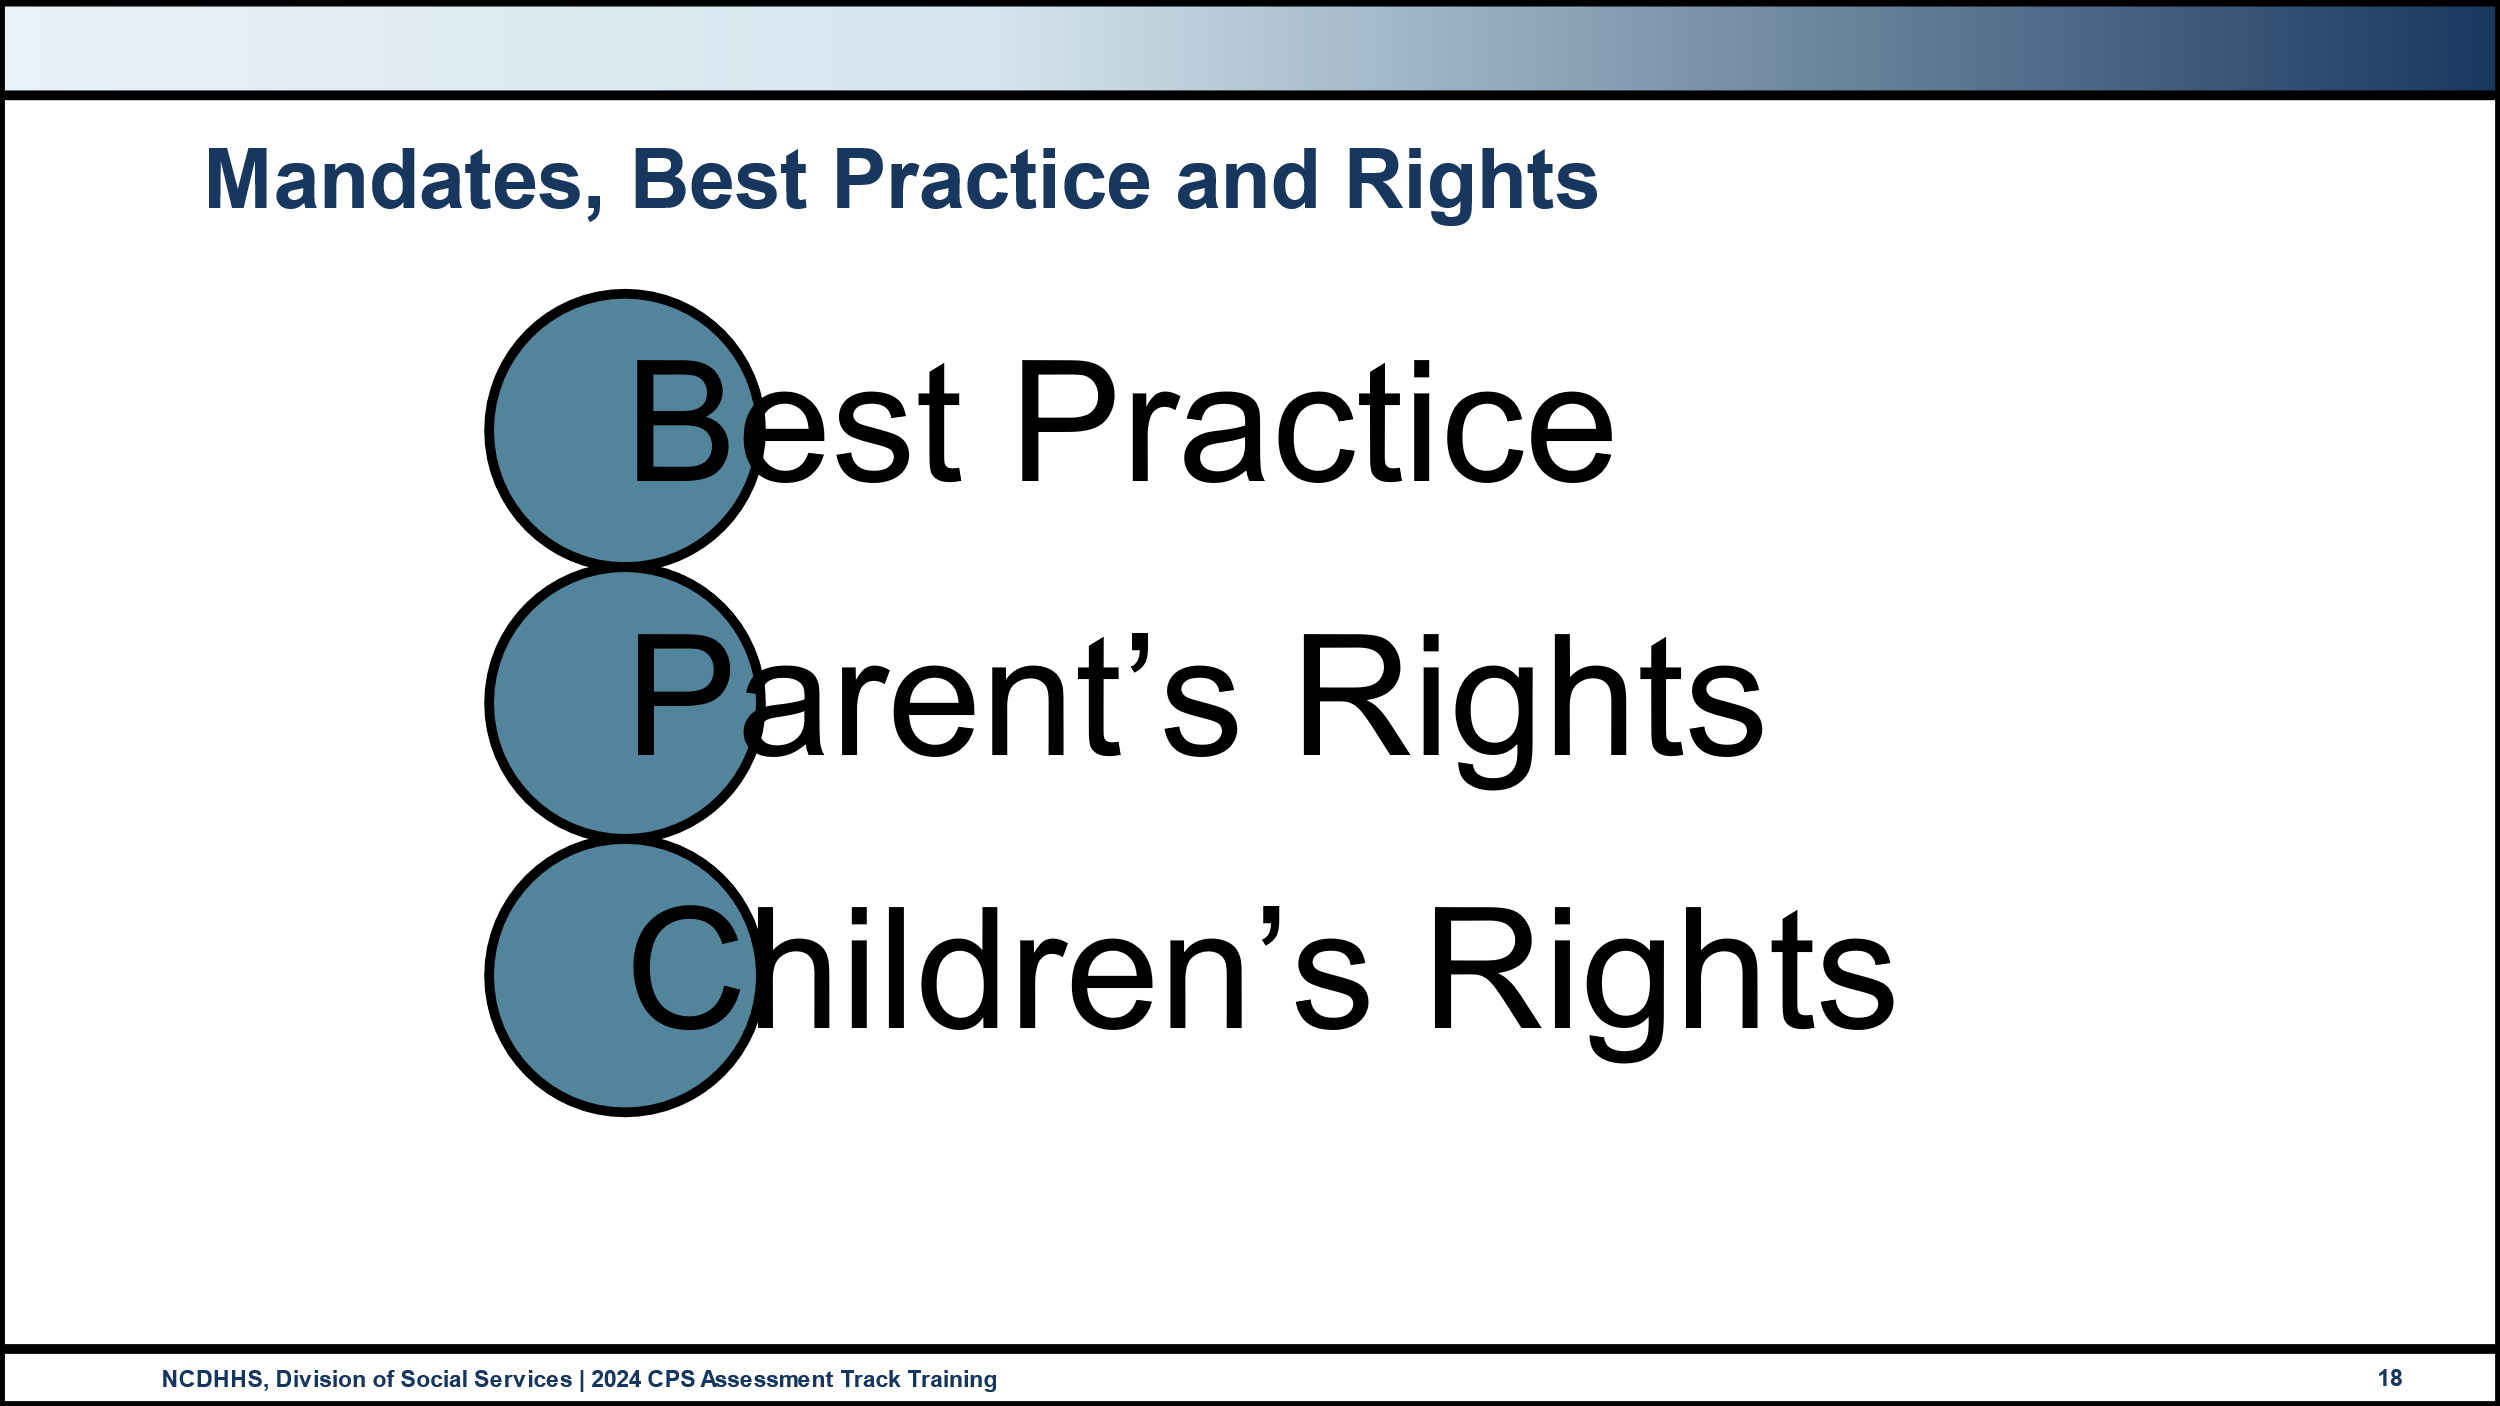 Mandates, Best Practice and Rights
Best Practice
Parent’s Rights
Children’s Rights
NCDHHS, Division of Social Services | 2024 CPS Assessment Track Training
18